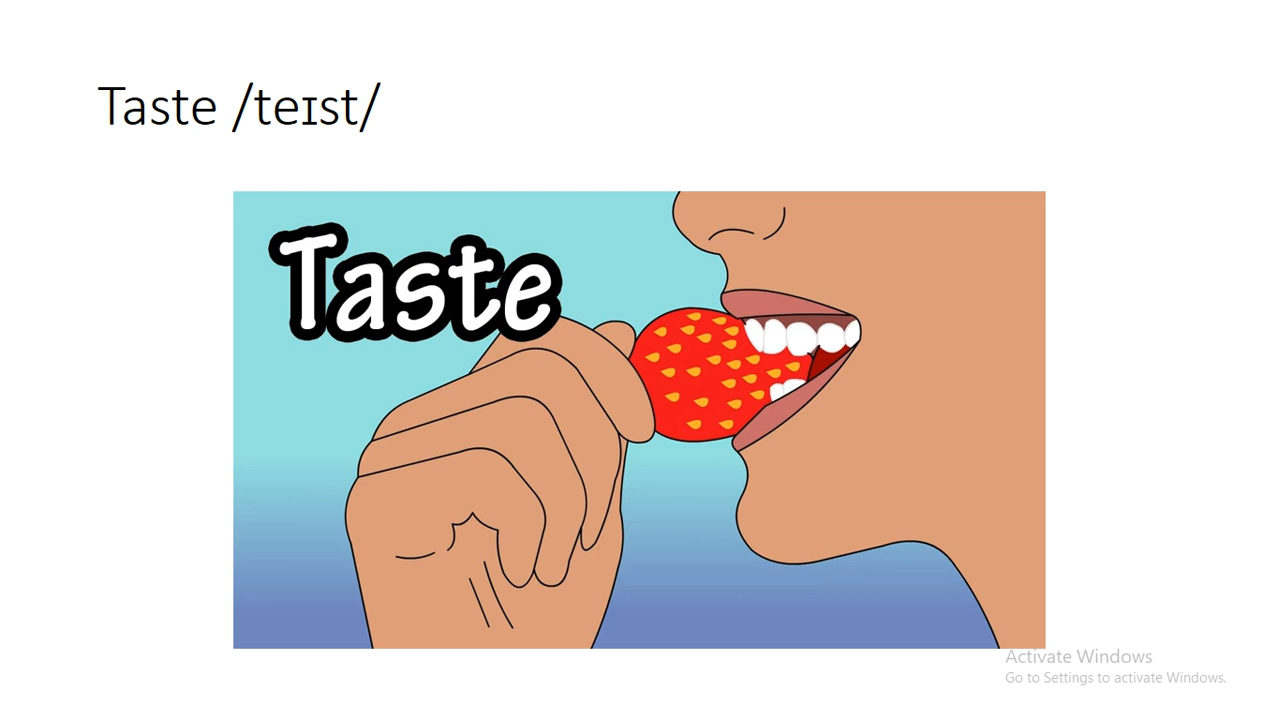 Taste /teɪst/
Taste
Activate Windows
Go to Settings to activate Windows.